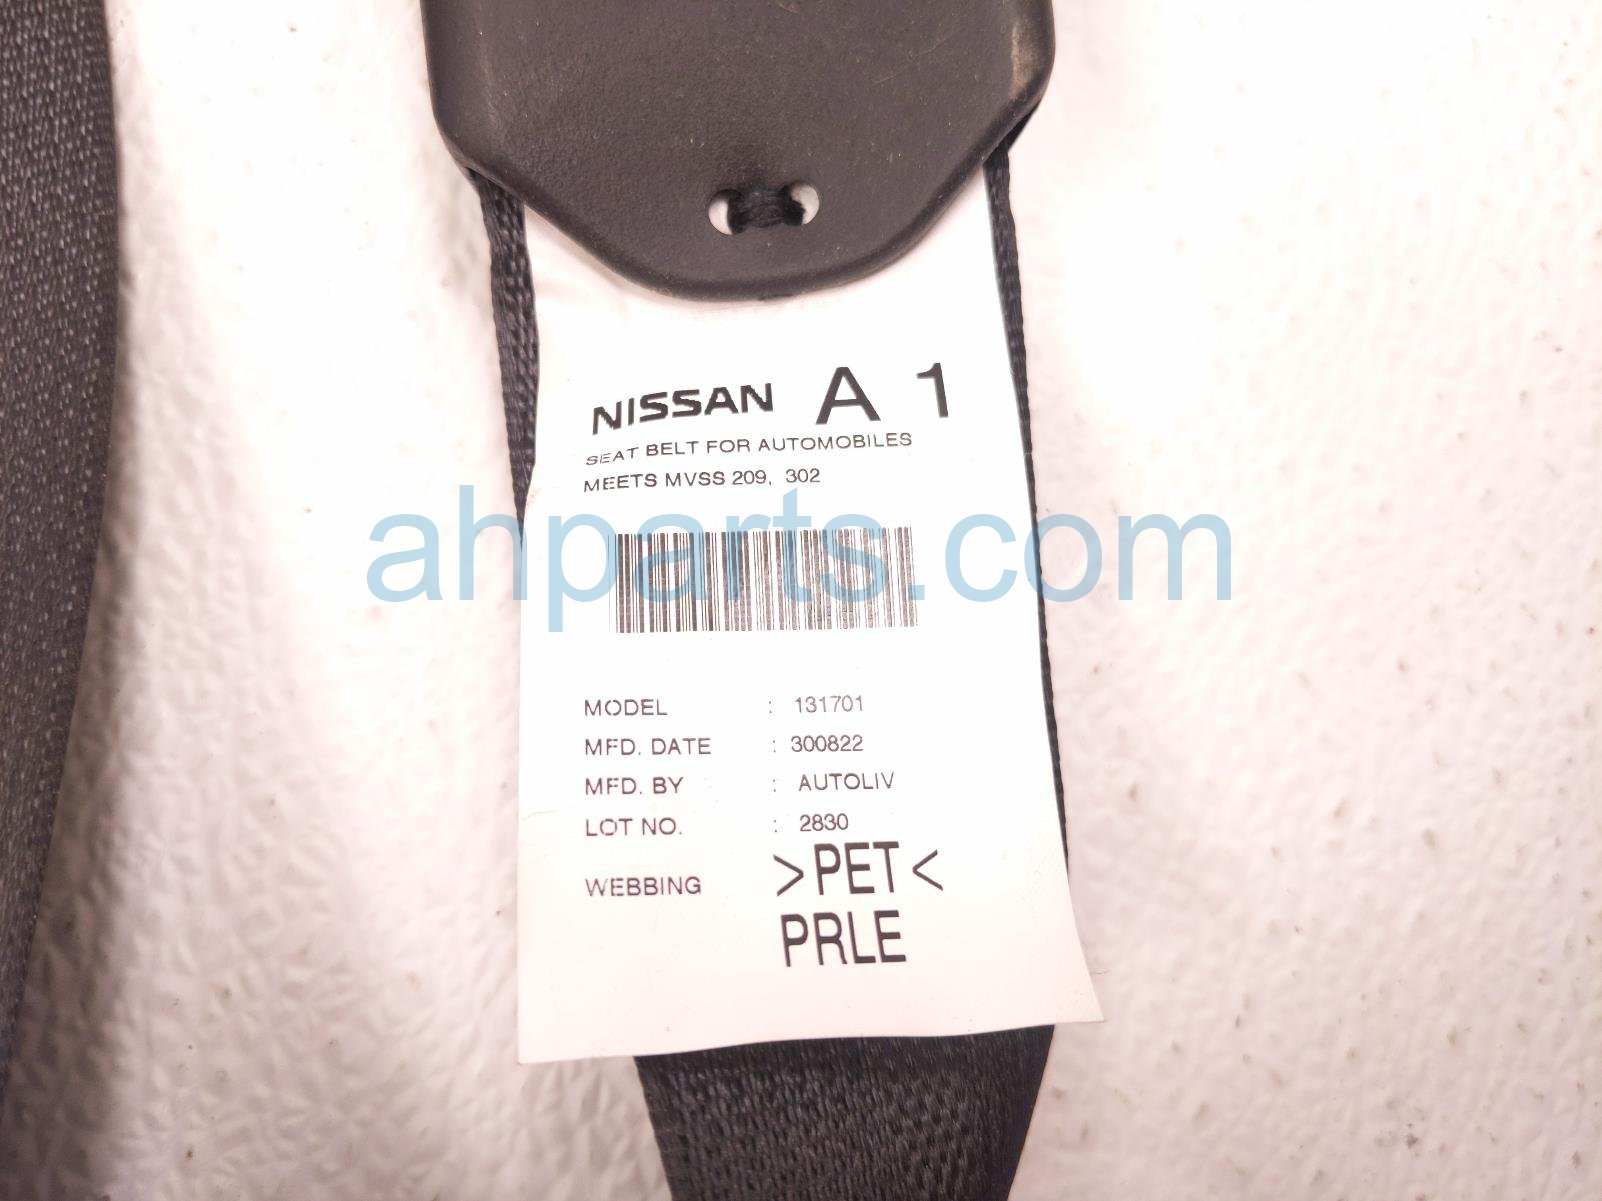 NISSAN A 1
SEAT BELT FOR AUTOMOBILES
MEETS MVSS 209, 302
ahparts.com
MODEL : 131701
MFD. DATE : 300822
MFD. BY : AUTOLIV
LOT NO. : 2830
WEBBING >PET<
PRLE